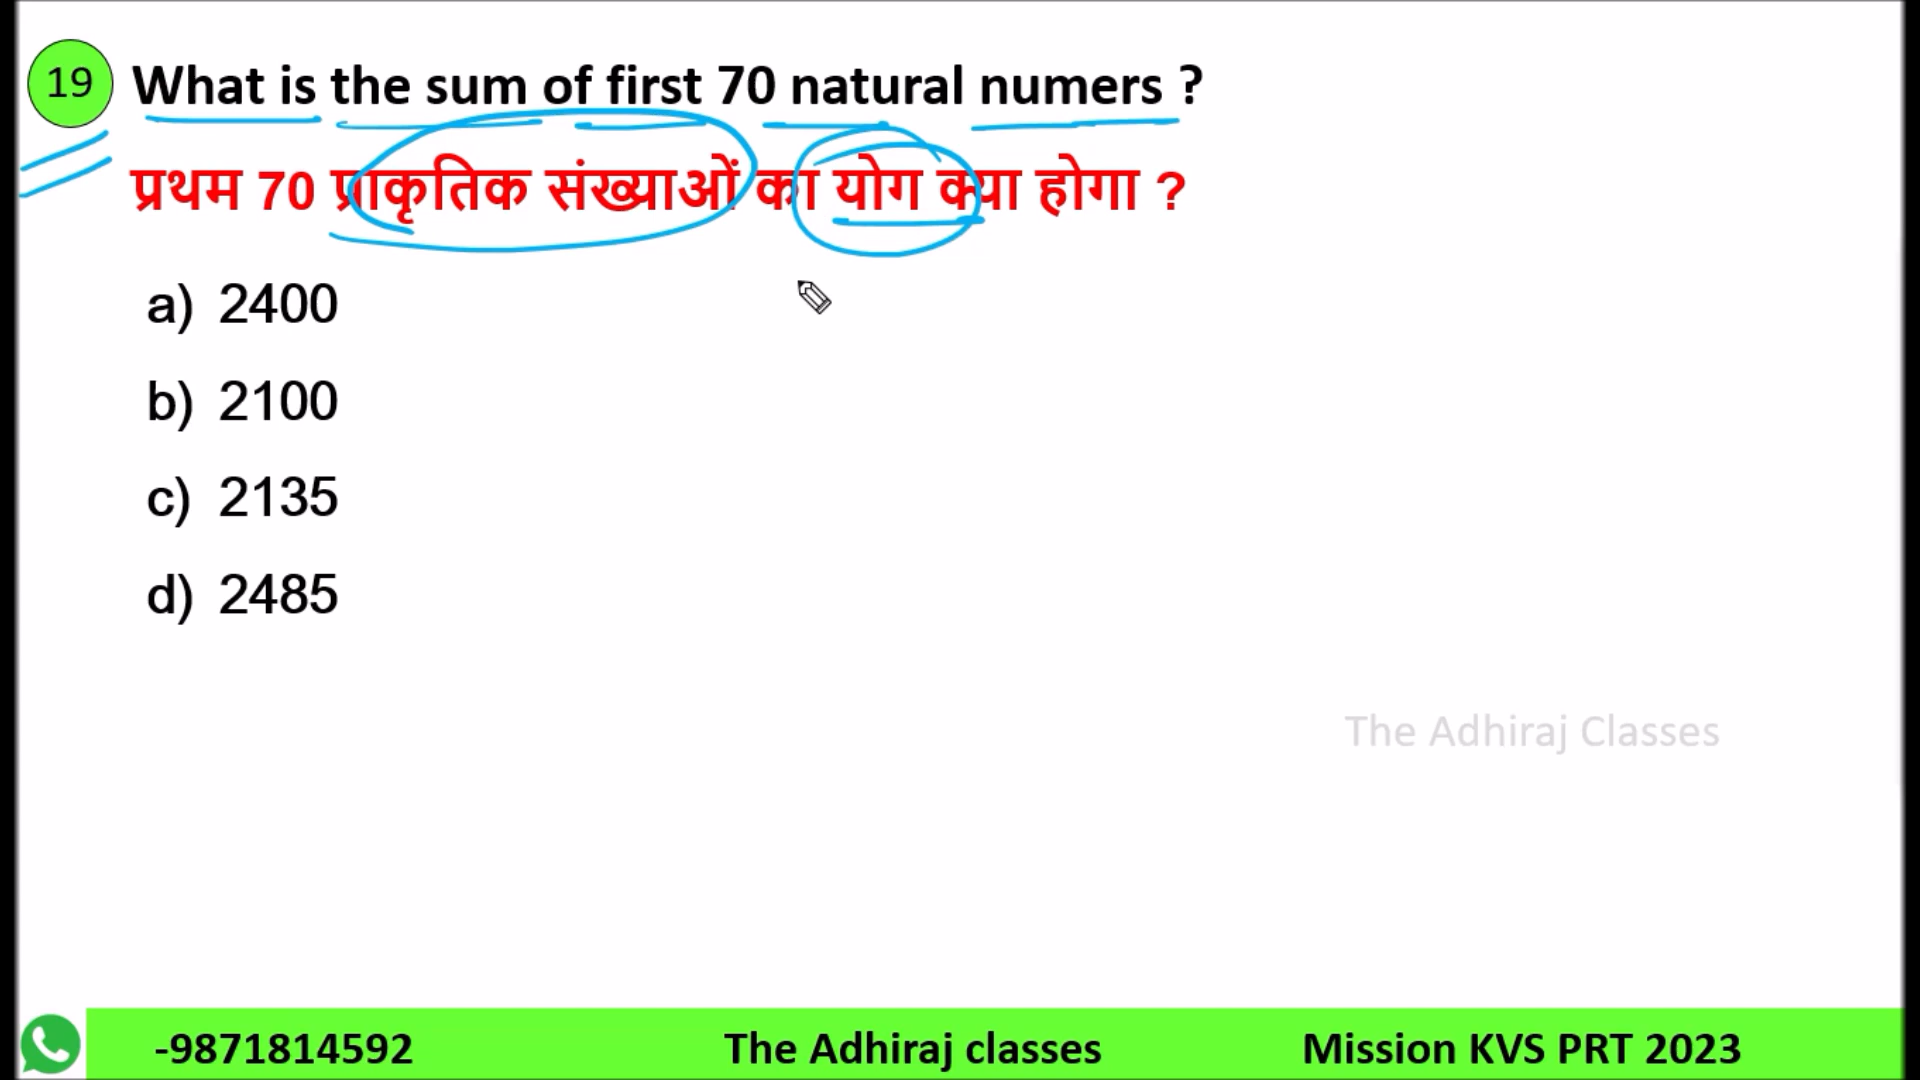 19 What is the sum of first 70 natural numers ?
प्रथम 70 प्राकृतिक संख्याओं का योग क्या होगा ?
a) 2400
b) 2100
c) 2135
d) 2485
The Adhiraj Classes
-9871814592 The Adhiraj classes Mission KVS PRT 2023